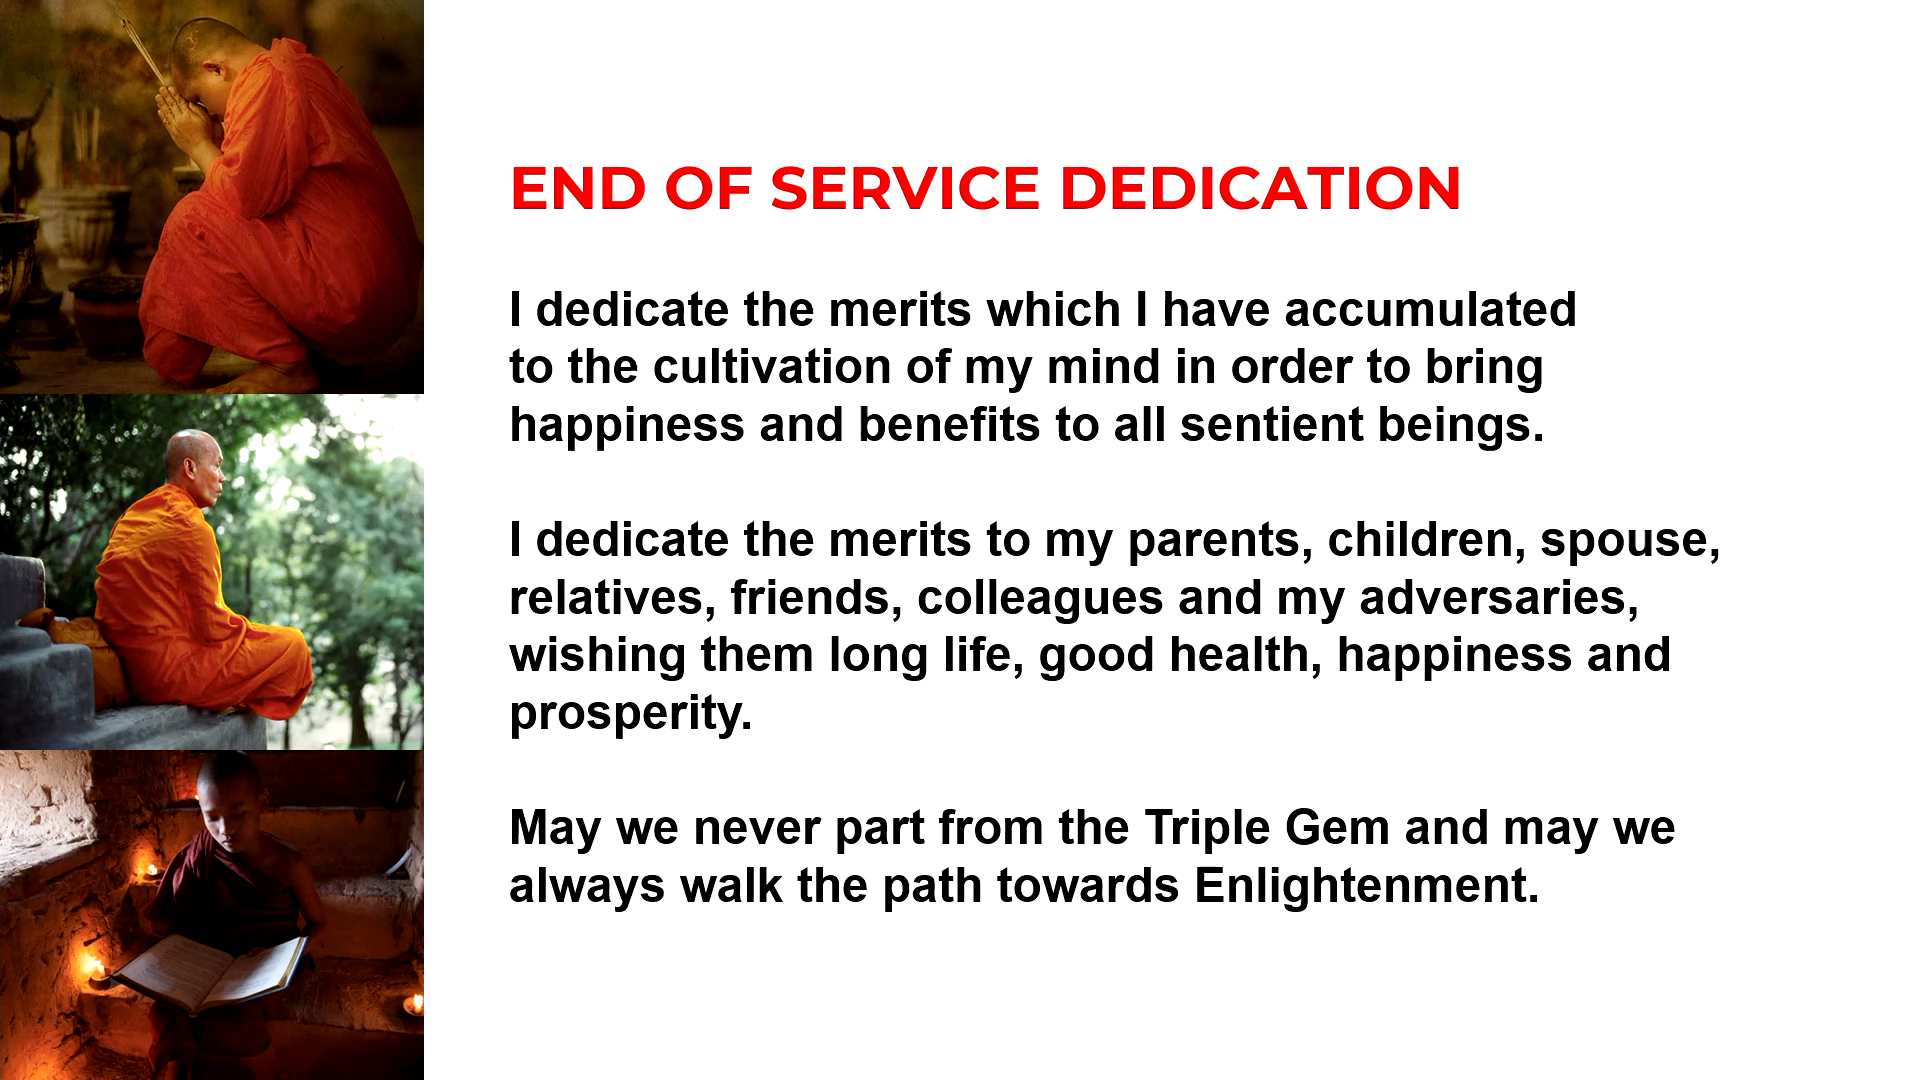 END OF SERVICE DEDICATION
I dedicate the merits which I have accumulated
to the cultivation of my mind in order to bring
happiness and benefits to all sentient beings.
I dedicate the merits to my parents, children, spouse,
relatives, friends, colleagues and my adversaries,
wishing them long life, good health, happiness and
prosperity.
May we never part from the Triple Gem and may we
always walk the path towards Enlightenment.